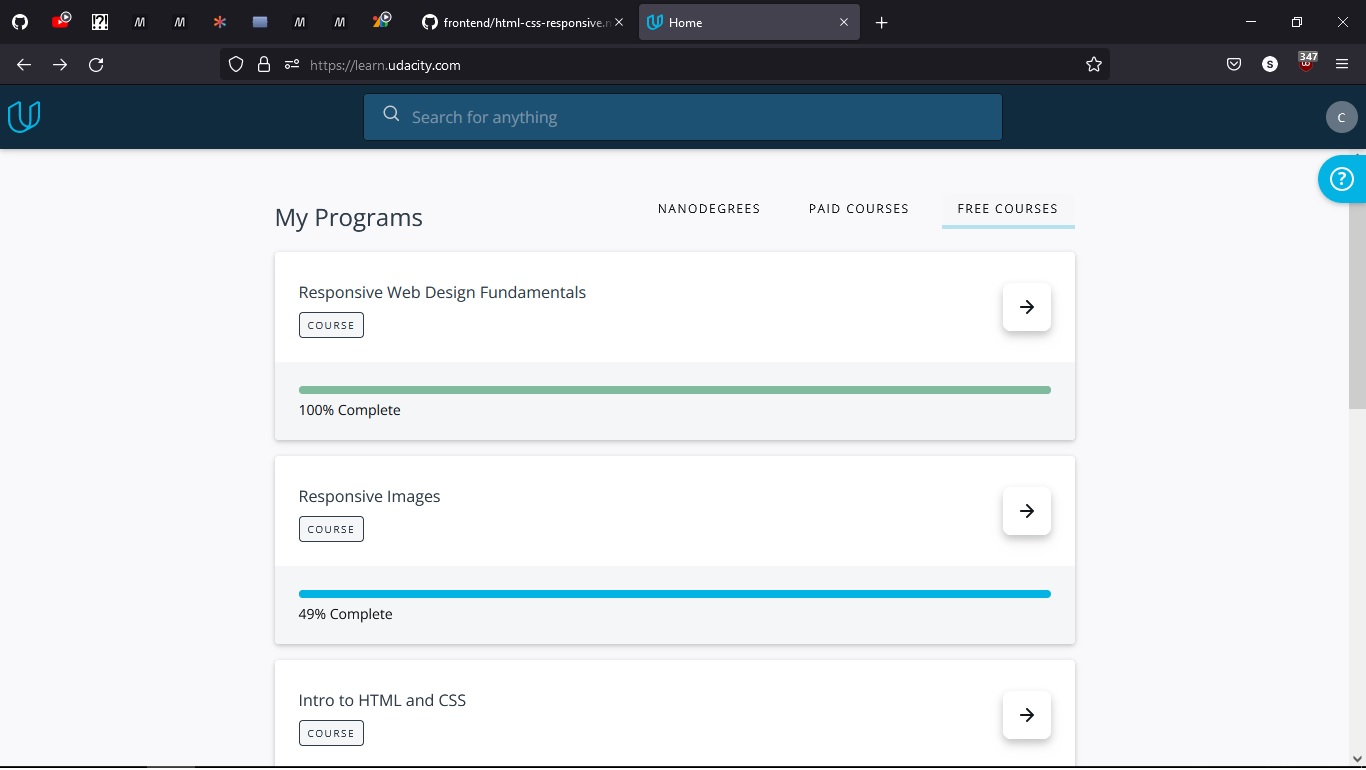 frontend/html-css-responsive.n
Home
https://learn.udacity.com
S
347
Search for anything
C
My Programs
NANODEGREES
PAID COURSES
FREE COURSES
Responsive Web Design Fundamentals
COURSE
100% Complete
Responsive Images
COURSE
49% Complete
Intro to HTML and CSS
COURSE